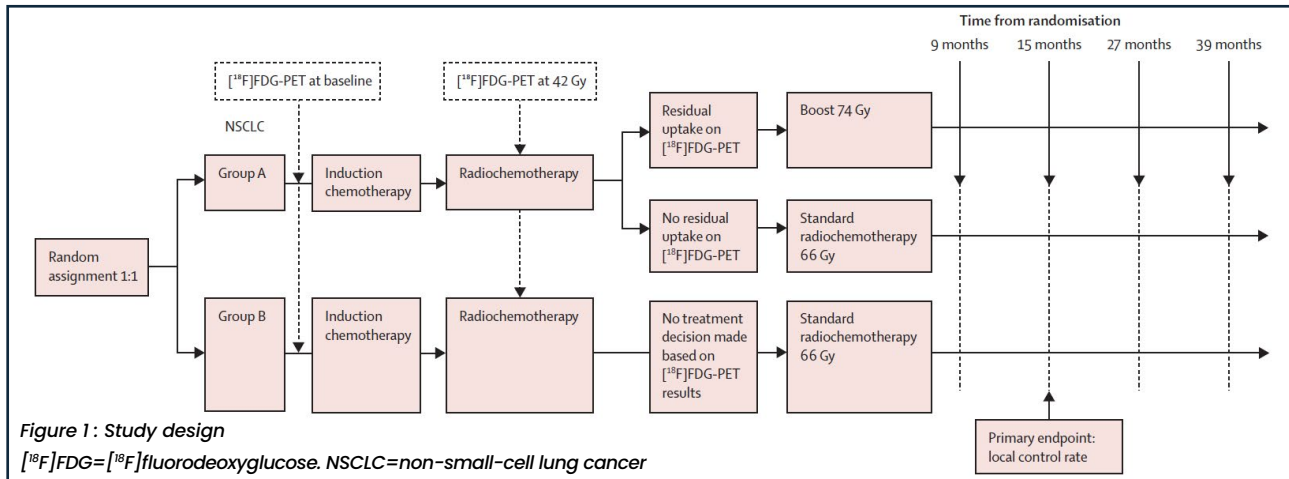 Time from randomisation
9 months
15 months
27 months
39 months
[¹⁸F]FDG-PET at baseline
[¹⁸F]FDG-PET at 42 Gy
NSCLC
Group A
Induction
chemotherapy
Radiochemotherapy
Residual
uptake on
[¹⁸F]FDG-PET
Boost 74 Gy
No residual
uptake on
[¹⁸F]FDG-PET
Standard
radiochemotherapy
66 Gy
Random
assignment 1:1
Group B
Induction
chemotherapy
Radiochemotherapy
No treatment
decision made
based on
[¹⁸F]FDG-PET
results
Standard
radiochemotherapy
66 Gy
Primary endpoint:
local control rate
Figure 1 : Study design
[¹⁸F]FDG=[¹⁸F]fluorodeoxyglucose. NSCLC=non-small-cell lung cancer